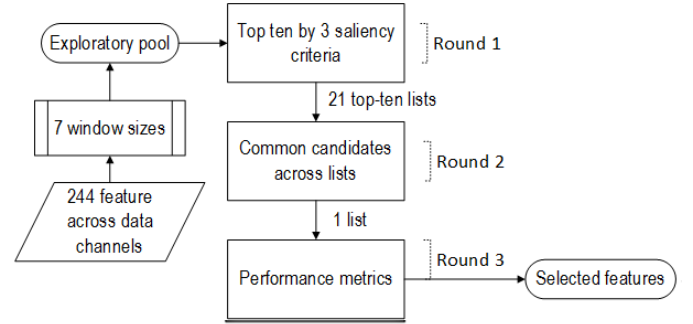 Exploratory pool
Top ten by 3 saliency
criteria
Round 1
7 window sizes
21 top-ten lists
244 feature
across data
channels
Common candidates
across lists
Round 2
1 list
Performance metrics
Round 3
Selected features